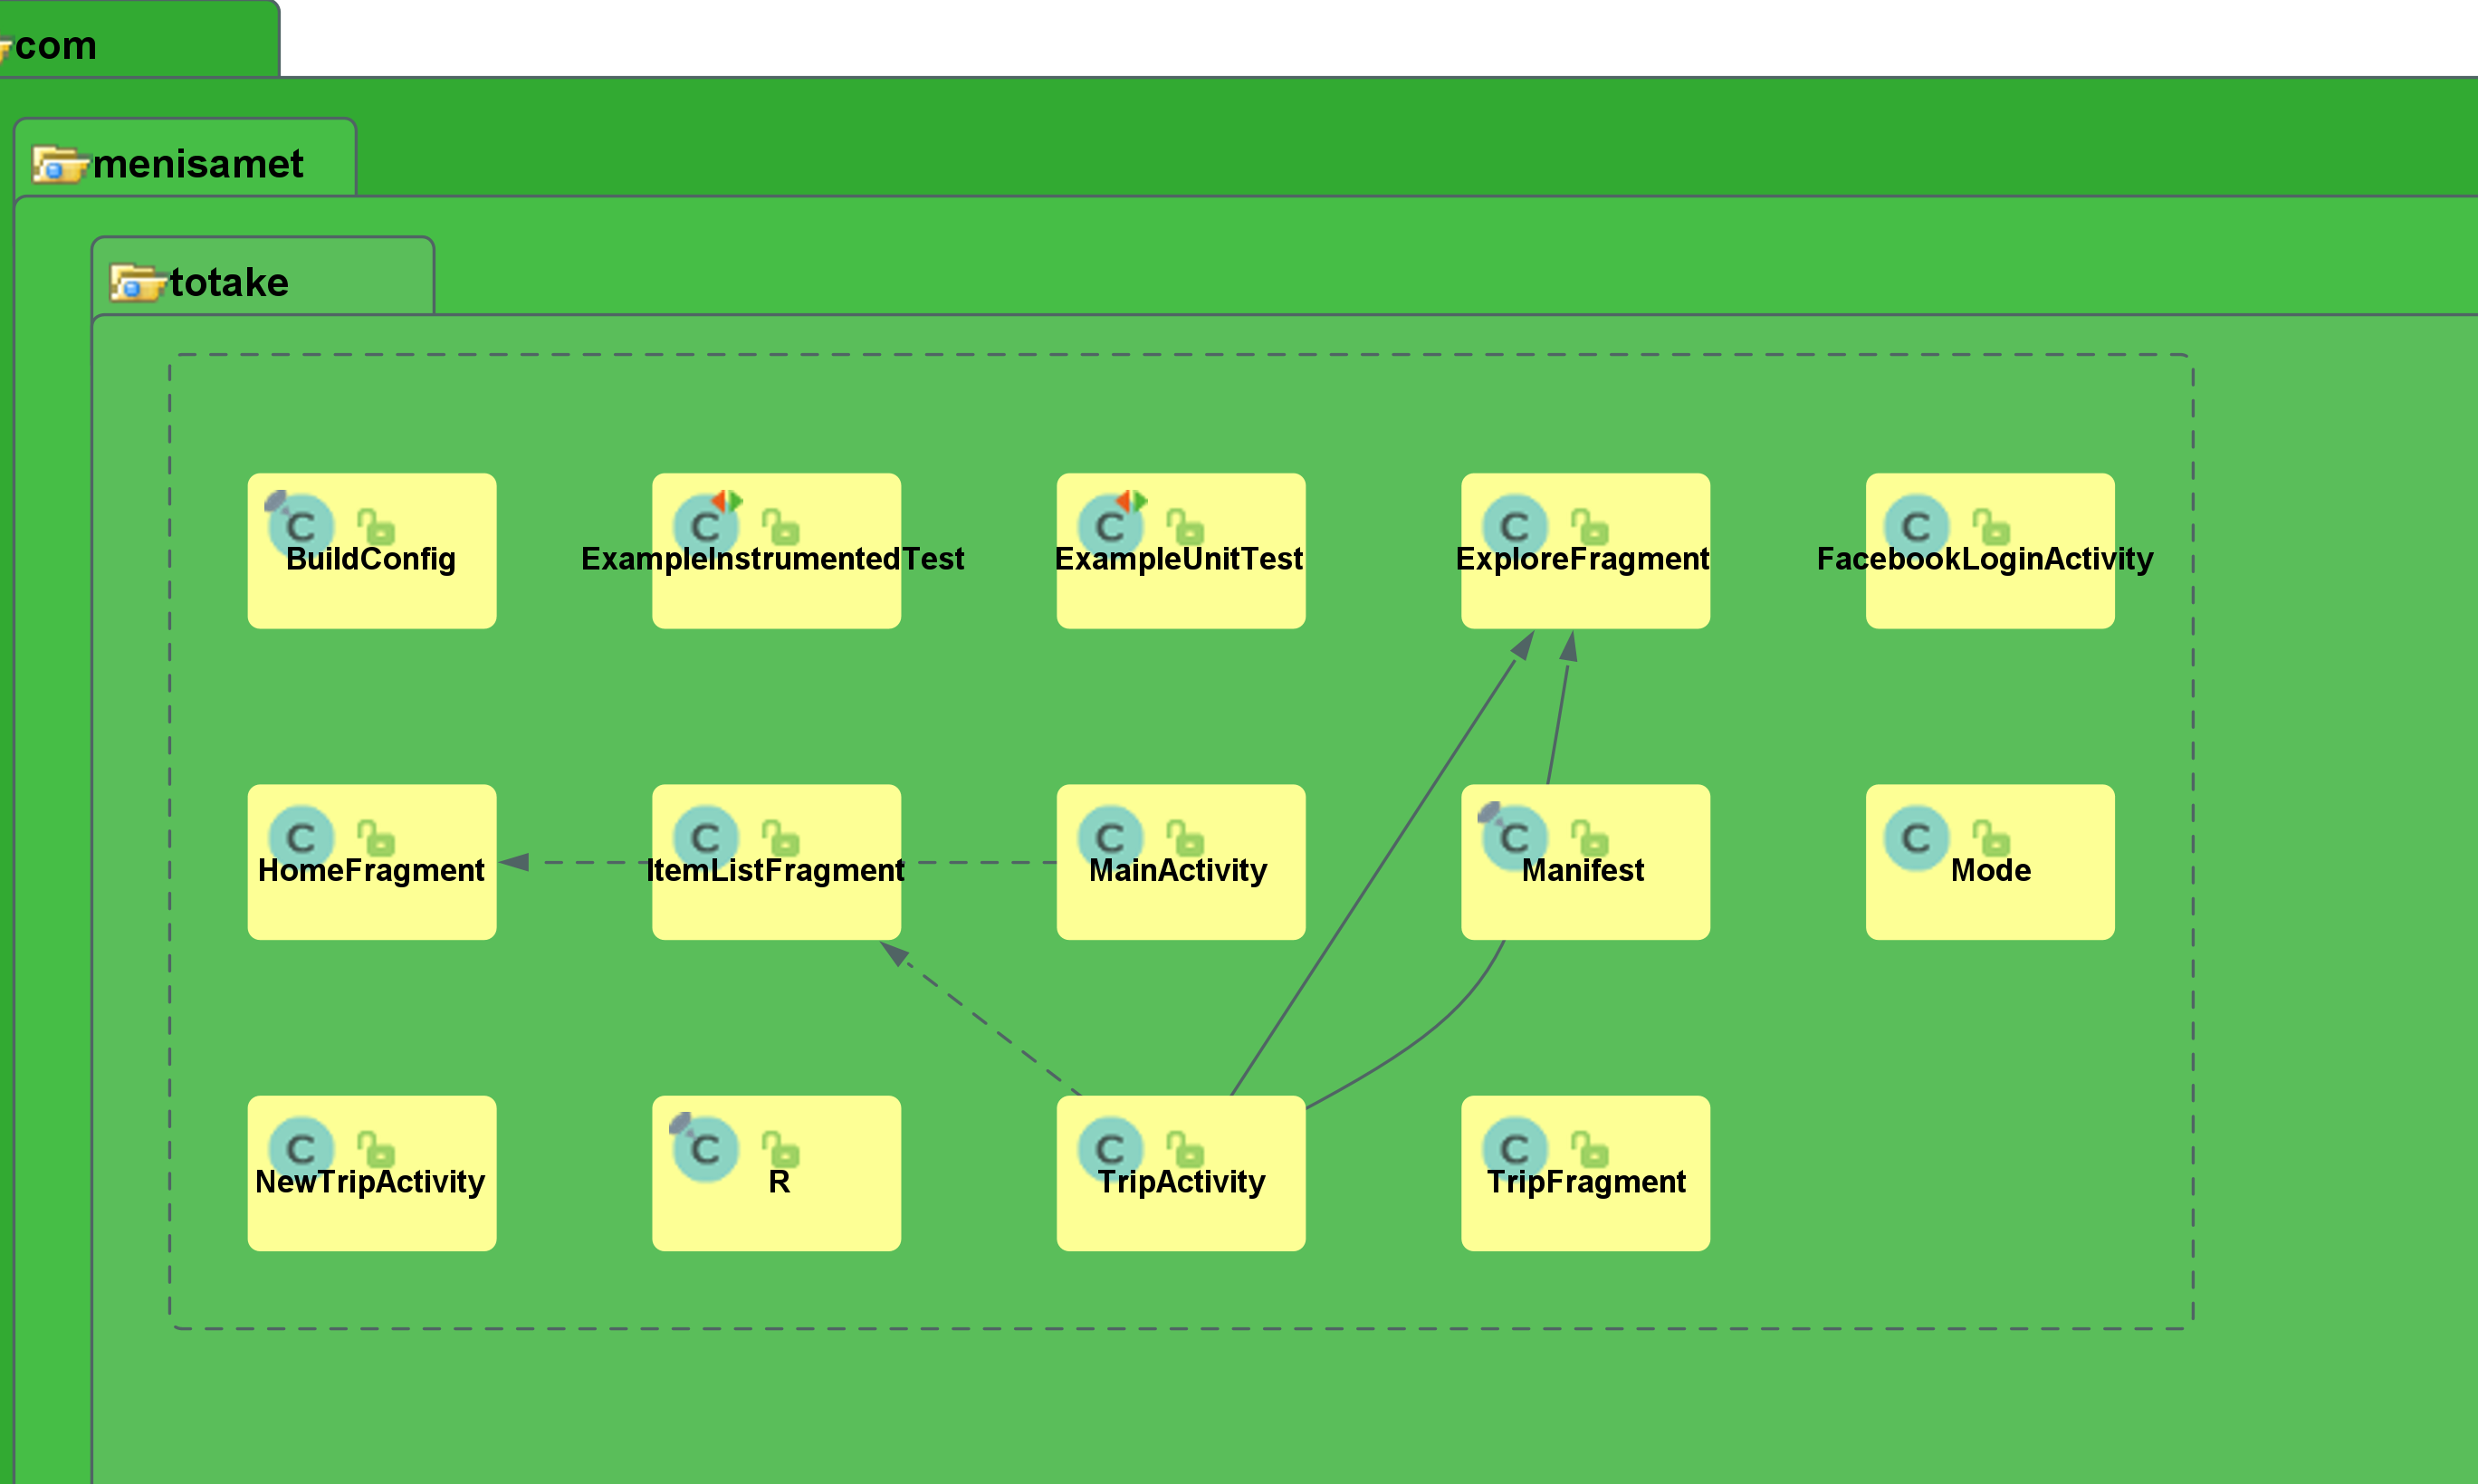 com
menisamet
totake
BuildConfig
ExampleInstrumentedTest
ExampleUnitTest
ExploreFragment
FacebookLoginActivity
HomeFragment
ItemListFragment
MainActivity
Manifest
Mode
NewTripActivity
R
TripActivity
TripFragment